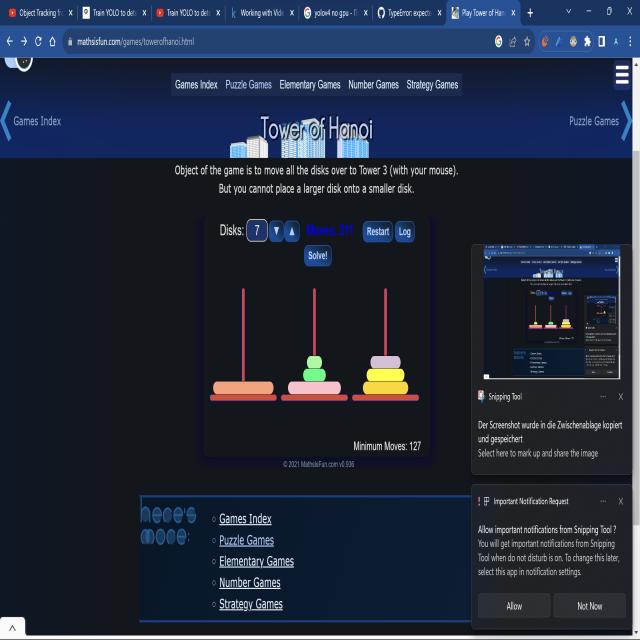 Object Tracking fr
Train YOLO to dete
Train YOLO to dete
Working with Vide
yolov4 no gpu - G
TypeError: expecte
Play Tower of Han
mathsisfun.com/games/towerofhanoi.html
Games Index
Puzzle Games
Elementary Games
Number Games
Strategy Games
Games Index
Tower of Hanoi
Puzzle Games
Object of the game is to move all the disks over to Tower 3 (with your mouse).
But you cannot place a larger disk onto a smaller disk.
Disks: 7 ▼ ▲ Moves: 211 Restart Log
Solve!
Minimum Moves: 127
© 2021 MathsIsFun.com v0.936
○ Games Index
○ Puzzle Games
○ Elementary Games
○ Number Games
○ Strategy Games
Snipping Tool
Der Screenshot wurde in die Zwischenablage kopiert
und gespeichert
Select here to mark up and share the image
Important Notification Request
Allow important notifications from Snipping Tool ?
You will get important notifications from Snipping
Tool when do not disturb is on. To change this later,
select this app in notification settings.
Allow
Not Now